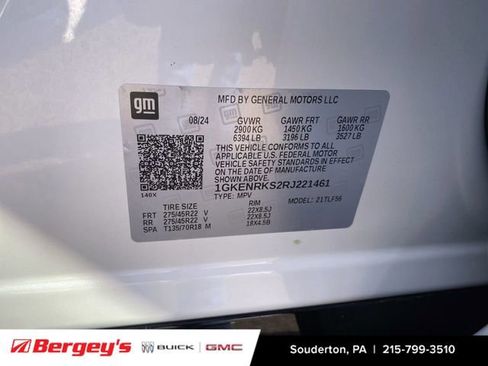 gm
MFD BY GENERAL MOTORS LLC
08/24 GVWR GAWR FRT GAWR RR
2900 KG 1450 KG 1600 KG
6394 LB 3196 LB 3527 LB
THIS VEHICLE CONFORMS TO ALL
APPLICABLE U.S. FEDERAL MOTOR
VEHICLE SAFETY STANDARDS IN
EFFECT ON THE DATE OF
MANUFACTURE SHOWN ABOVE.
1GKENRKS2RJ221461
TYPE: MPV MODEL: 21TLF56
140X
TIRE SIZE RIM
FRT 275/45R22 V 22X8.5J
RR 275/45R22 V 22X8.5J
SPA T135/70R18 M 18X4.5B
Bergey's BUICK GMC Souderton, PA | 215-799-3510